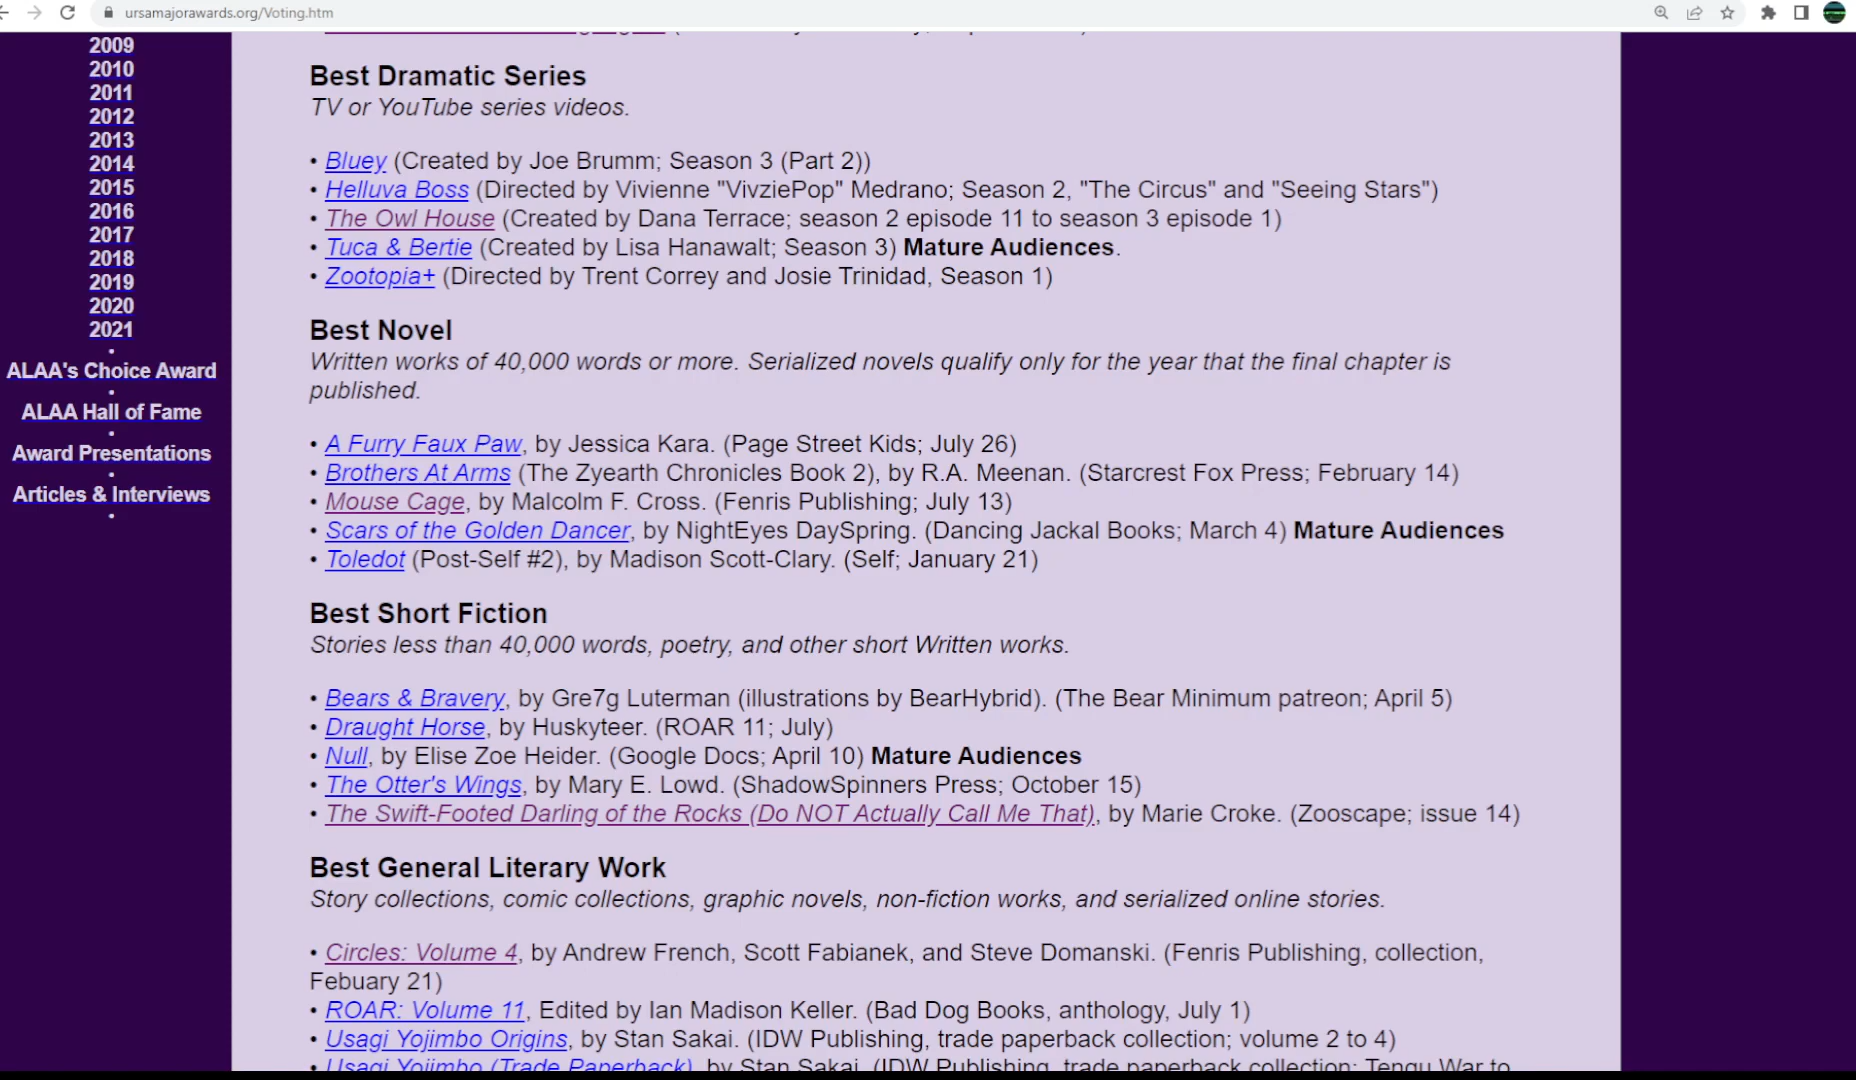 ursamajorawards.org/Voting.htm
2009
2010
2011
2012
2013
2014
2015
2016
2017
2018
2019
2020
2021
•
ALAA's Choice Award
•
ALAA Hall of Fame
•
Award Presentations
•
Articles & Interviews
•
Best Dramatic Series
TV or YouTube series videos.
• Bluey (Created by Joe Brumm; Season 3 (Part 2))
• Helluva Boss (Directed by Vivienne "VivziePop" Medrano; Season 2, "The Circus" and "Seeing Stars")
• The Owl House (Created by Dana Terrace; season 2 episode 11 to season 3 episode 1)
• Tuca & Bertie (Created by Lisa Hanawalt; Season 3) Mature Audiences.
• Zootopia+ (Directed by Trent Correy and Josie Trinidad, Season 1)
Best Novel
Written works of 40,000 words or more. Serialized novels qualify only for the year that the final chapter is
published.
• A Furry Faux Paw, by Jessica Kara. (Page Street Kids; July 26)
• Brothers At Arms (The Zyearth Chronicles Book 2), by R.A. Meenan. (Starcrest Fox Press; February 14)
• Mouse Cage, by Malcolm F. Cross. (Fenris Publishing; July 13)
• Scars of the Golden Dancer, by NightEyes DaySpring. (Dancing Jackal Books; March 4) Mature Audiences
• Toledot (Post-Self #2), by Madison Scott-Clary. (Self; January 21)
Best Short Fiction
Stories less than 40,000 words, poetry, and other short Written works.
• Bears & Bravery, by Gre7g Luterman (illustrations by BearHybrid). (The Bear Minimum patreon; April 5)
• Draught Horse, by Huskyteer. (ROAR 11; July)
• Null, by Elise Zoe Heider. (Google Docs; April 10) Mature Audiences
• The Otter's Wings, by Mary E. Lowd. (ShadowSpinners Press; October 15)
• The Swift-Footed Darling of the Rocks (Do NOT Actually Call Me That), by Marie Croke. (Zooscape; issue 14)
Best General Literary Work
Story collections, comic collections, graphic novels, non-fiction works, and serialized online stories.
• Circles: Volume 4, by Andrew French, Scott Fabianek, and Steve Domanski. (Fenris Publishing, collection,
Febuary 21)
• ROAR: Volume 11, Edited by Ian Madison Keller. (Bad Dog Books, anthology, July 1)
• Usagi Yojimbo Origins, by Stan Sakai. (IDW Publishing, trade paperback collection; volume 2 to 4)
• Usagi Yojimbo (Trade Paperback), by Stan Sakai. (IDW Publishing, trade paperback collection; Tengu War to